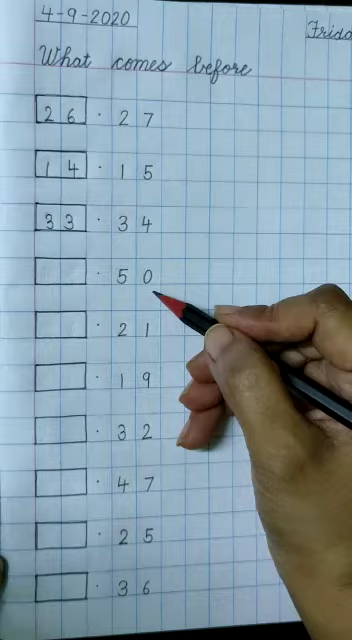 4-9-2020
Frida
What comes before
26 · 27
14 · 15
33 · 34
· 50
· 21
· 19
· 32
· 47
· 25
· 36